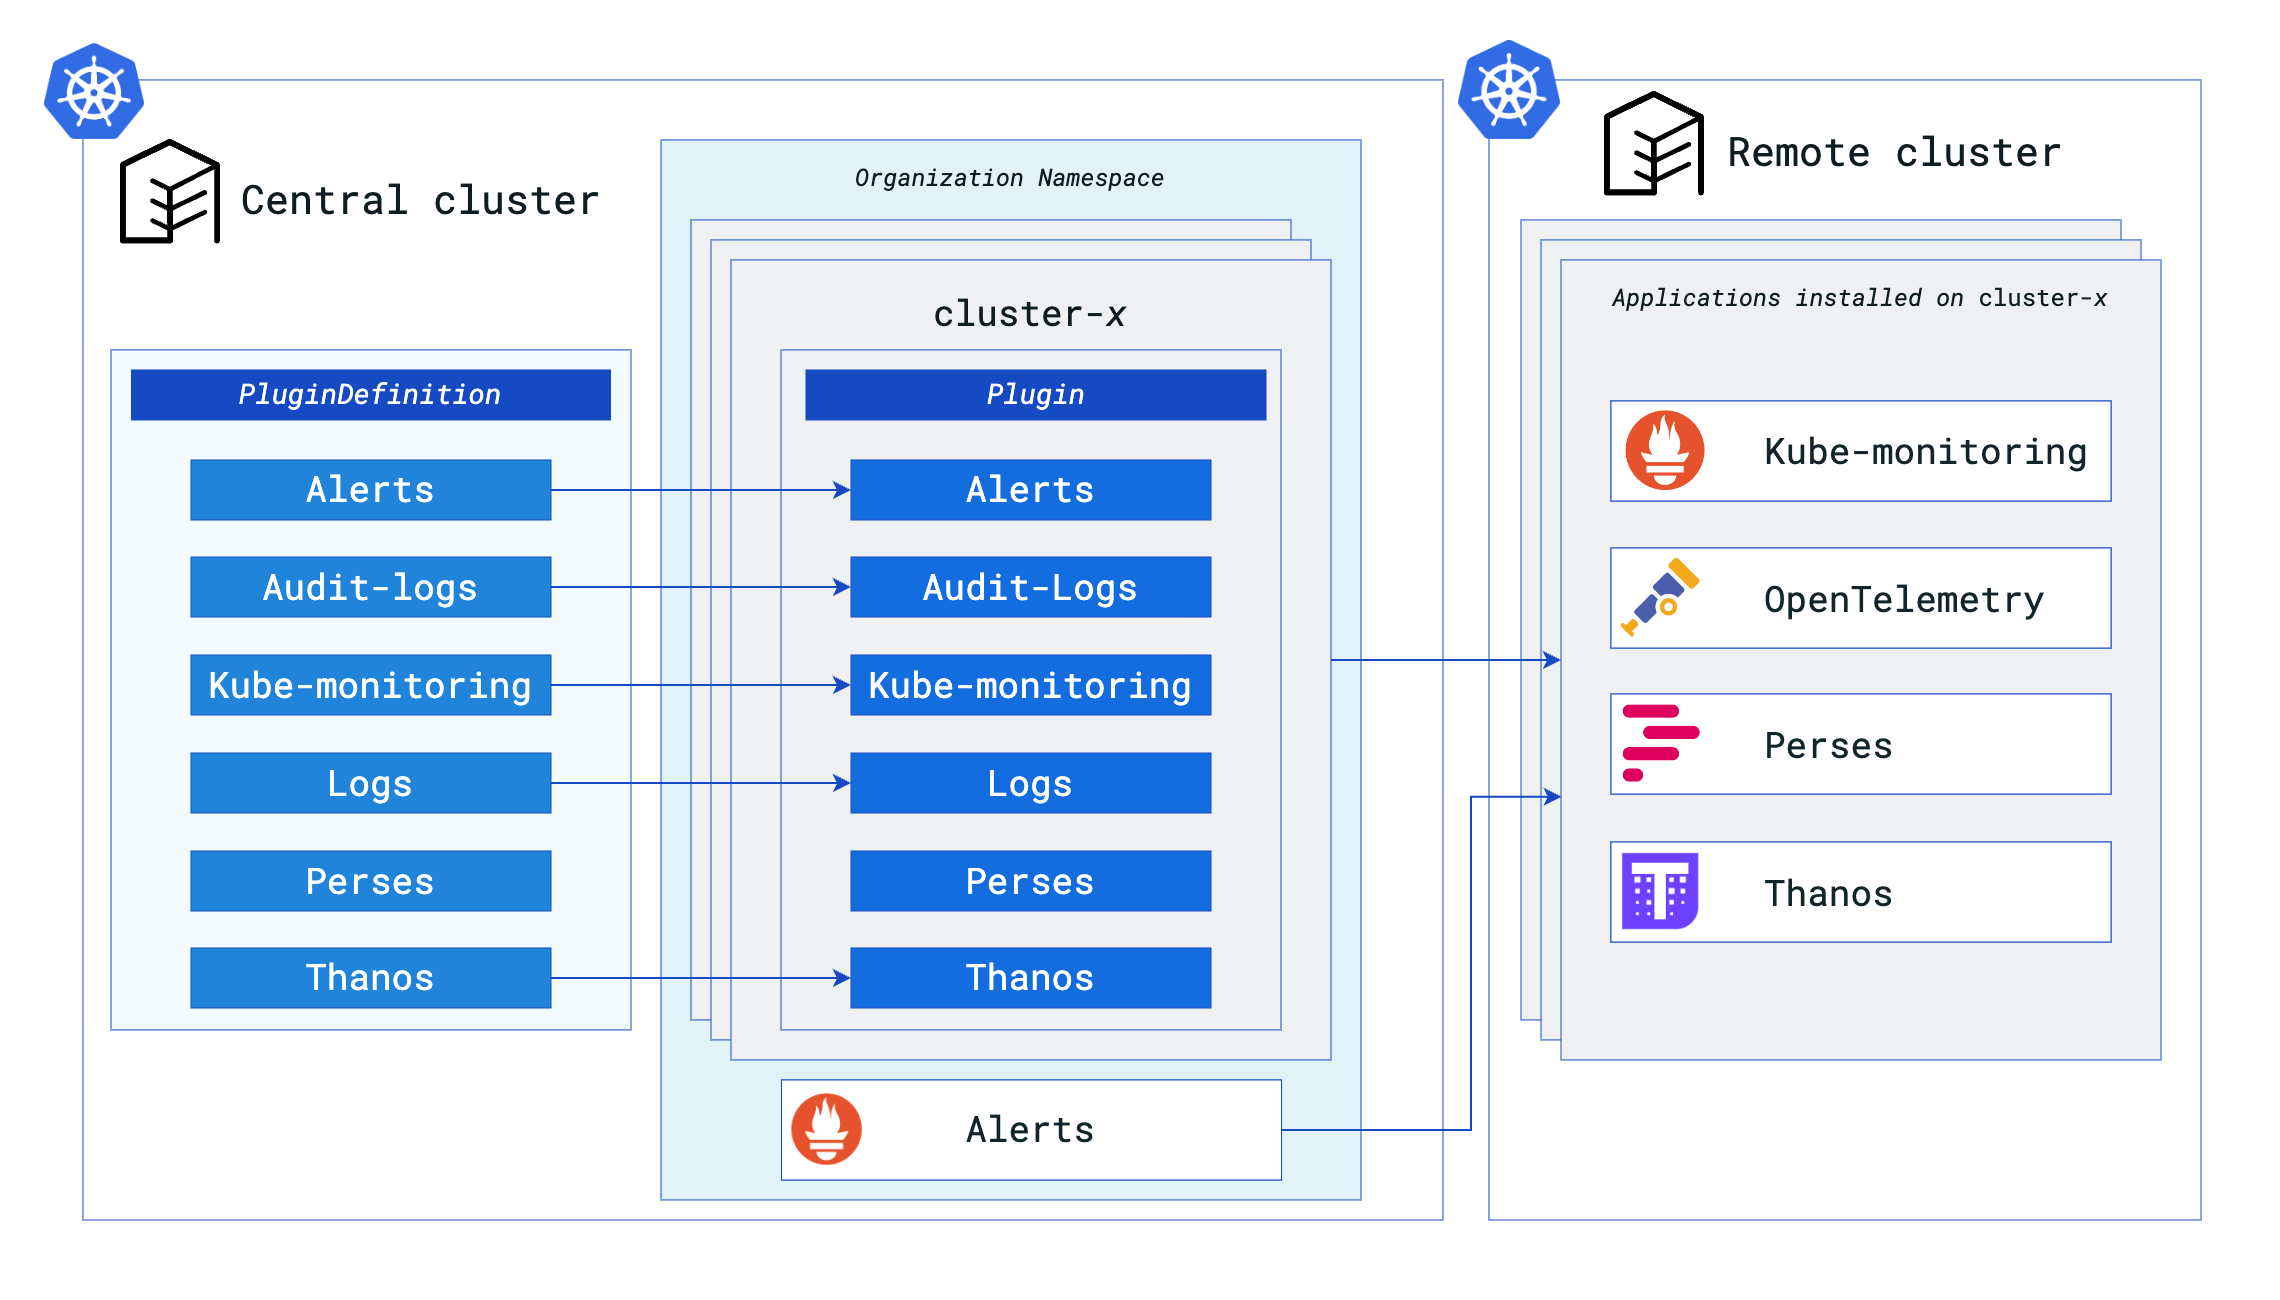 Central cluster
PluginDefinition
Alerts
Audit-logs
Kube-monitoring
Logs
Perses
Thanos
Organization Namespace
cluster-x
Plugin
Alerts
Audit-Logs
Kube-monitoring
Logs
Perses
Thanos
Alerts
Remote cluster
Applications installed on cluster-x
Kube-monitoring
OpenTelemetry
Perses
Thanos